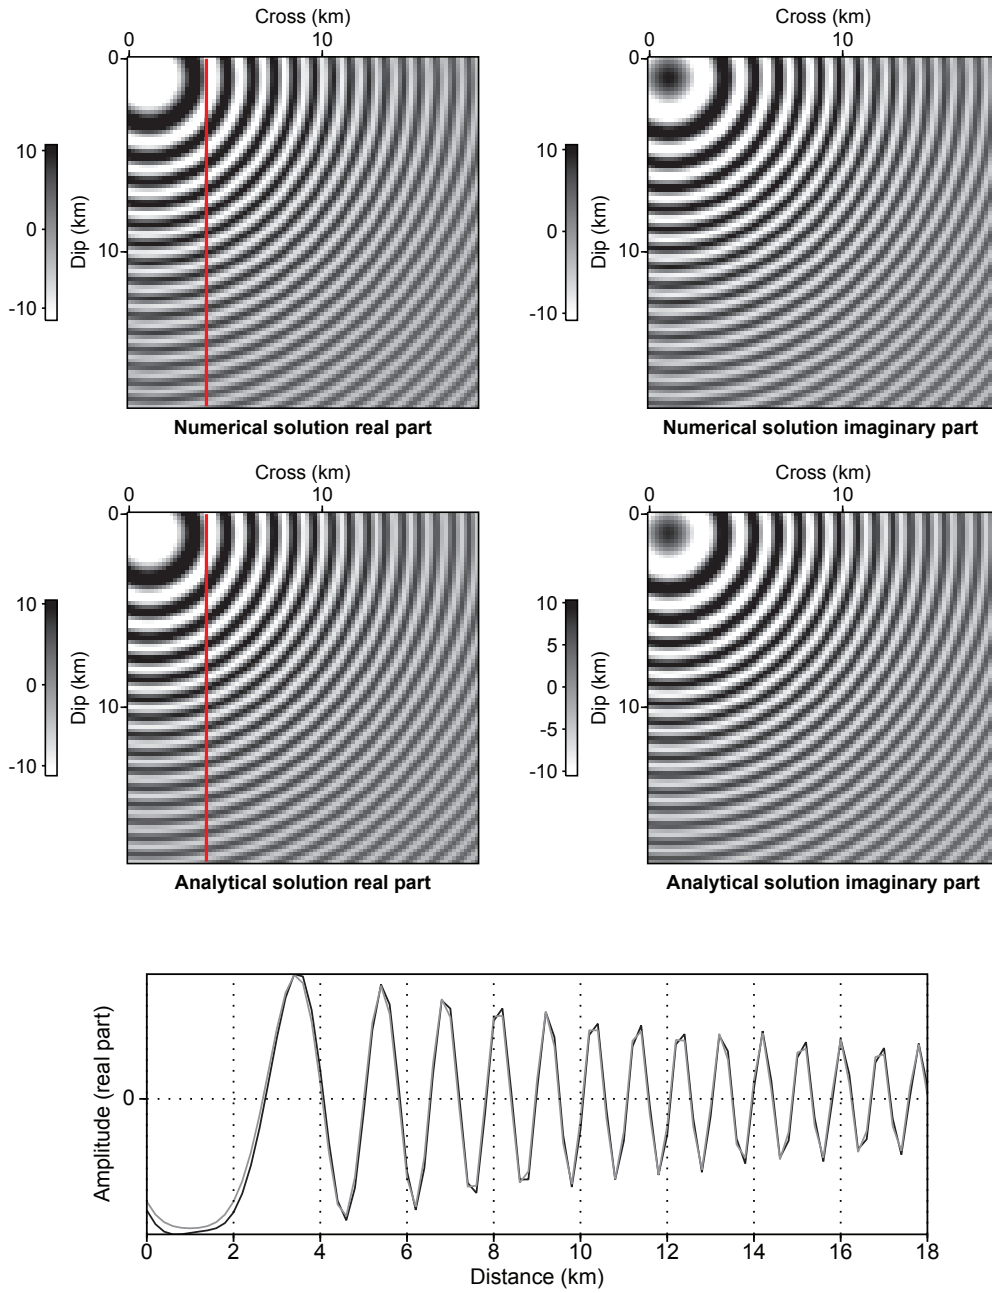 Cross (km)
0
10
0
10
Dip (km)
10
0
-10
Numerical solution real part
Cross (km)
0
10
0
10
Dip (km)
10
0
-10
Numerical solution imaginary part
Cross (km)
0
10
0
10
Dip (km)
10
0
-10
Analytical solution real part
Cross (km)
0
10
0
10
Dip (km)
10
5
0
-5
-10
Analytical solution imaginary part
Amplitude (real part)
0
0 2 4 6 8 10 12 14 16 18
Distance (km)